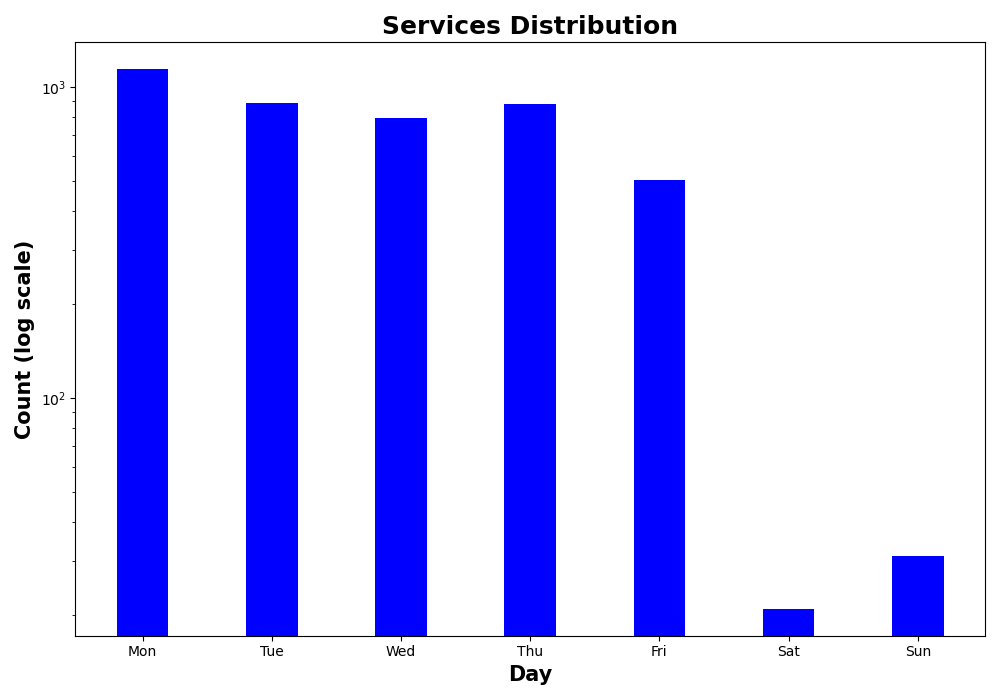 Services Distribution
Count (log scale)
10³
10²
Mon Tue Wed Thu Fri Sat Sun
Day